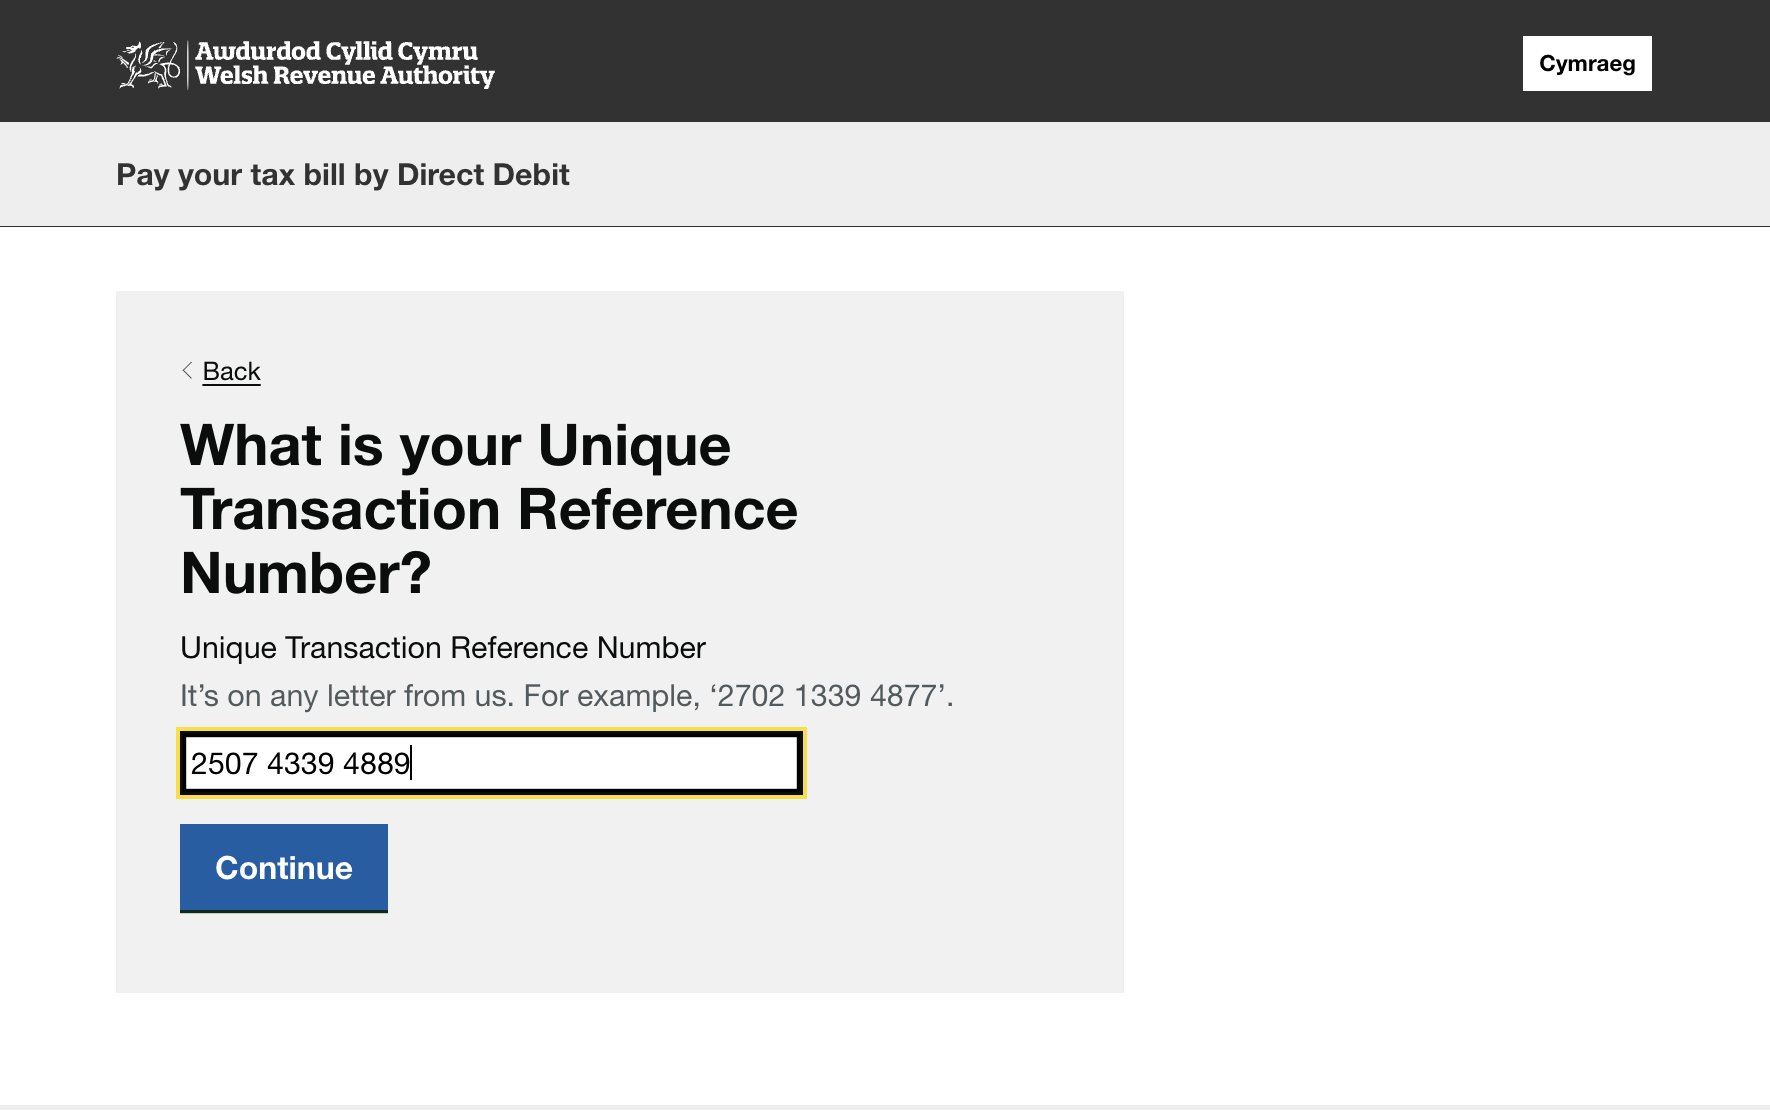 Awdurdod Cyllid Cymru
Welsh Revenue Authority
Cymraeg
Pay your tax bill by Direct Debit
Back
What is your Unique
Transaction Reference
Number?
Unique Transaction Reference Number
It’s on any letter from us. For example, ‘2702 1339 4877’.
2507 4339 4889
Continue